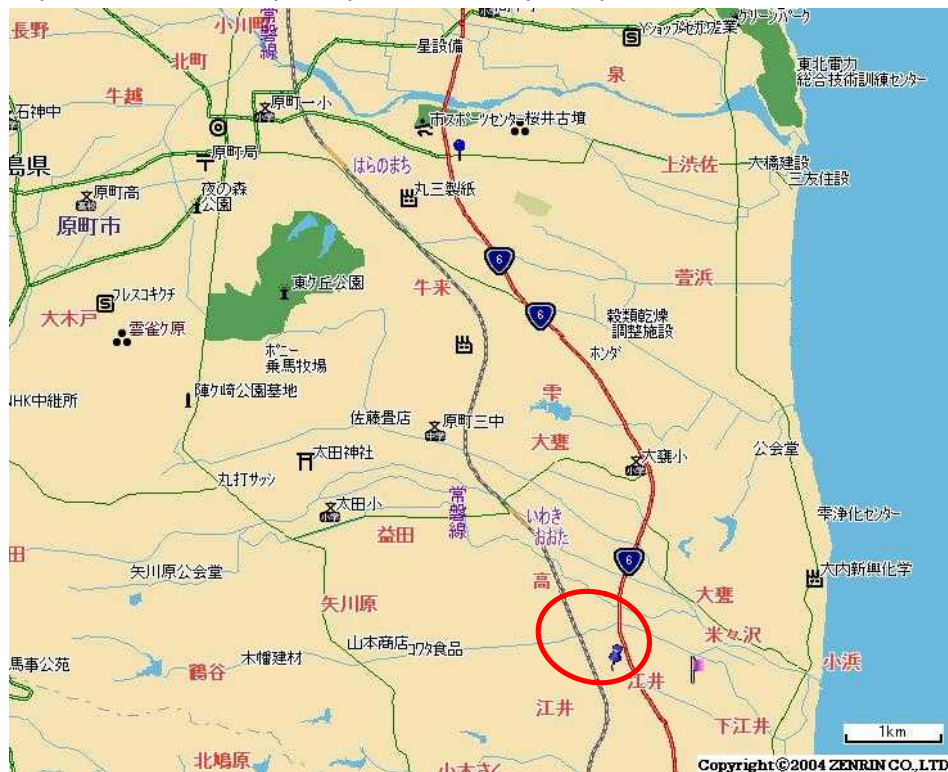 長野
小川町
常磐線
星設備
Yショップセガワ企業
グリーンパーク
北町
泉
東北電力
総合技術訓練センター
石神中
牛越
原町一小
市スポーツセンター
桜井古墳
島県
原町局
はらのまち
上渋佐
大橋建設
三友住設
原町高
夜の森
公園
丸三製紙
原町市
6
東ケ丘公園
牛来
萱浜
フレスコキクチ
大木戸
雲雀ケ原
6
穀類乾燥
調整施設
ポニー
乗馬牧場
ホンダ
NHK中継所
陣ケ崎公園墓地
雫
佐藤畳店
原町三中
大甕
公会堂
太田神社
大甕小
丸打サッシ
太田小
常磐線
いわき
おおた
雫浄化センター
益田
田
6
矢川原公会堂
高
大内新興化学
大甕
矢川原
米々沢
山本商店
コワタ食品
馬事公苑
鶴谷
木幡建材
小浜
江井
江井
下江井
1km
北鳩原
Copyright©2004 ZENRIN CO.,LTD